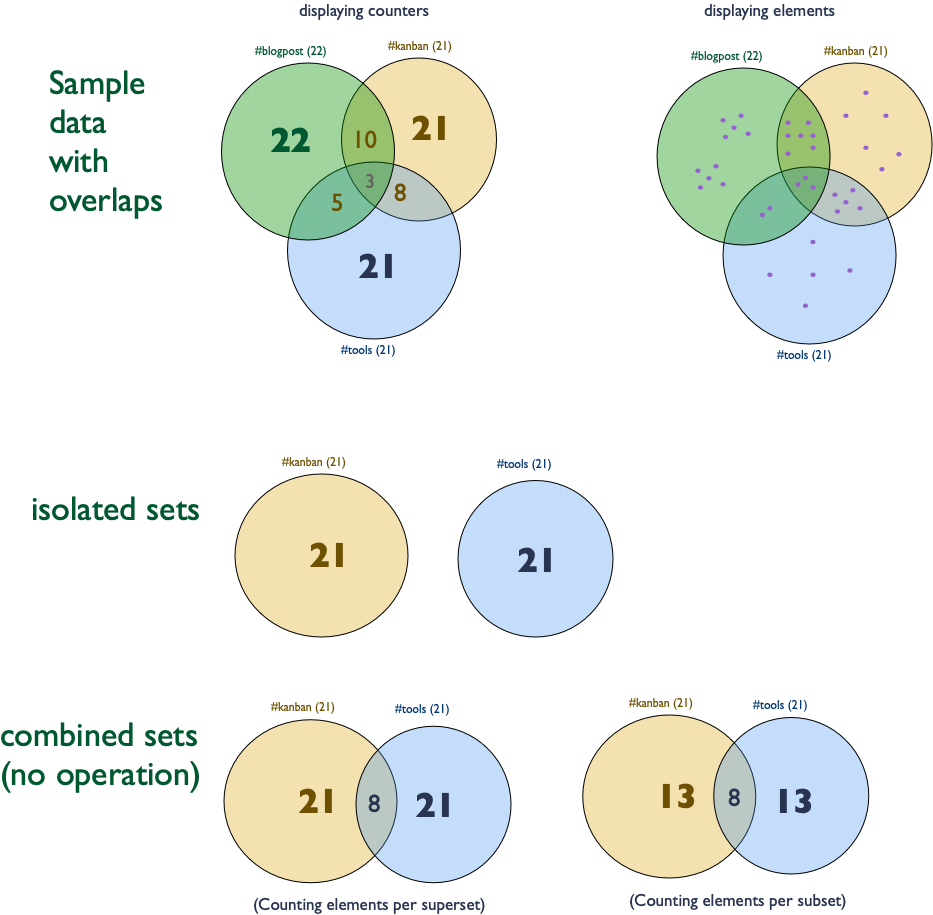 displaying counters
displaying elements
#blogpost (22)
#kanban (21)
#blogpost (22)
#kanban (21)
Sample
data
with
overlaps
22
10
21
3
5
8
21
#tools (21)
#tools (21)
#kanban (21)
#tools (21)
isolated sets
21
21
#kanban (21)
#tools (21)
#kanban (21)
#tools (21)
combined sets
(no operation)
21
8
21
13
8
13
(Counting elements per superset)
(Counting elements per subset)